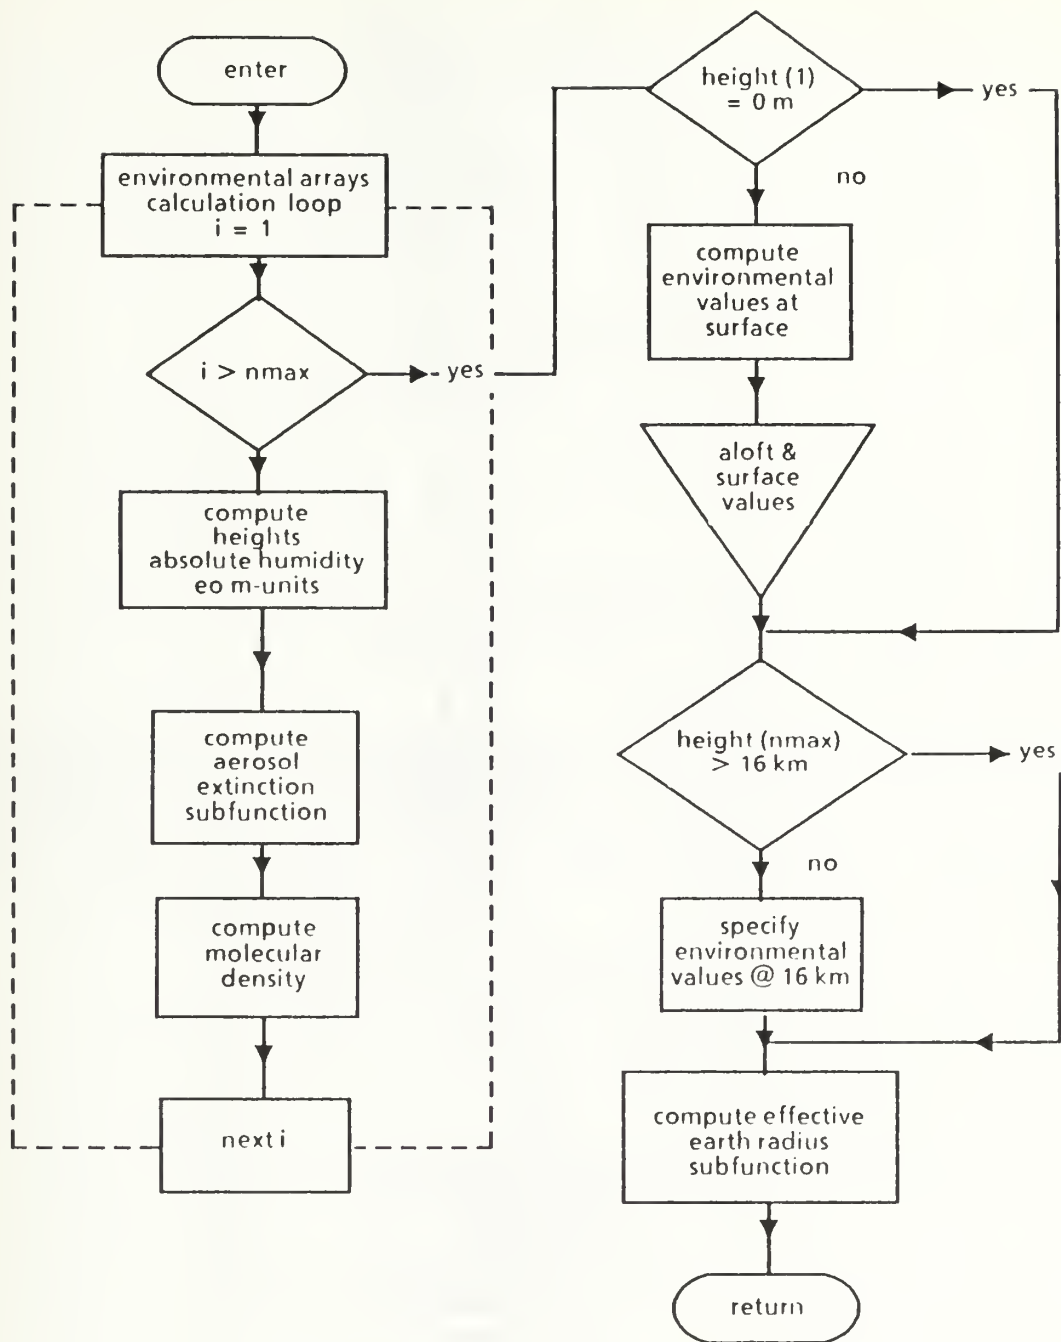 enter
environmental arrays
calculation loop
i = 1
i > nmax
yes
compute
heights
absolute humidity
eo m-units
compute
aerosol
extinction
subfunction
compute
molecular
density
next i
height (1)
= 0 m
yes
no
compute
environmental
values at
surface
aloft &
surface
values
height (nmax)
> 16 km
yes
no
specify
environmental
values @ 16 km
compute effective
earth radius
subfunction
return